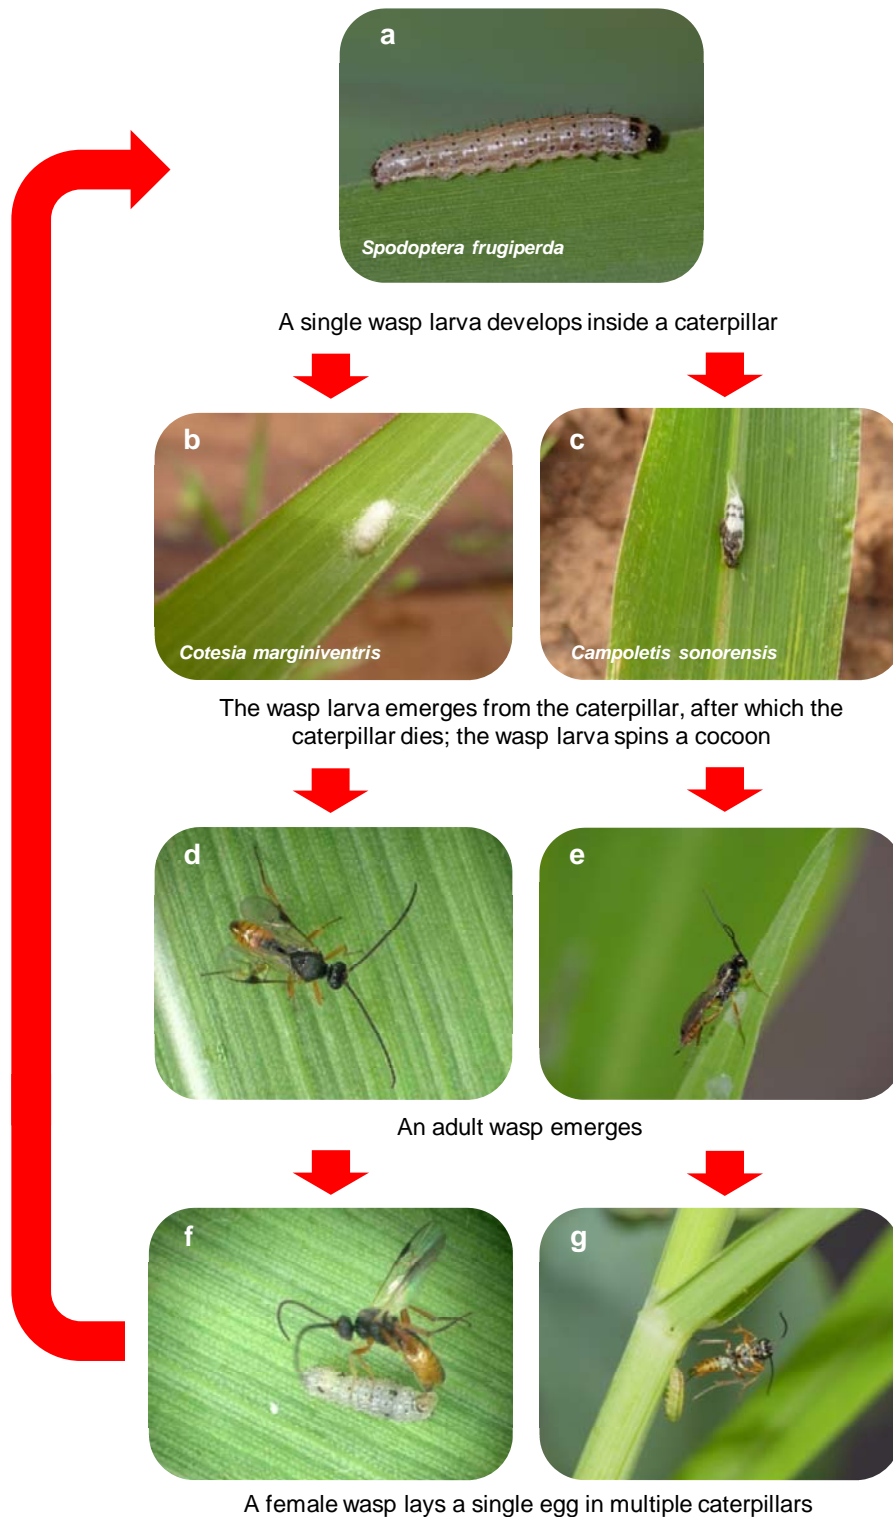 a
Spodoptera frugiperda
A single wasp larva develops inside a caterpillar
b
c
Cotesia marginiventris
Campoletis sonorensis
The wasp larva emerges from the caterpillar, after which the
caterpillar dies; the wasp larva spins a cocoon
d
e
An adult wasp emerges
f
g
A female wasp lays a single egg in multiple caterpillars